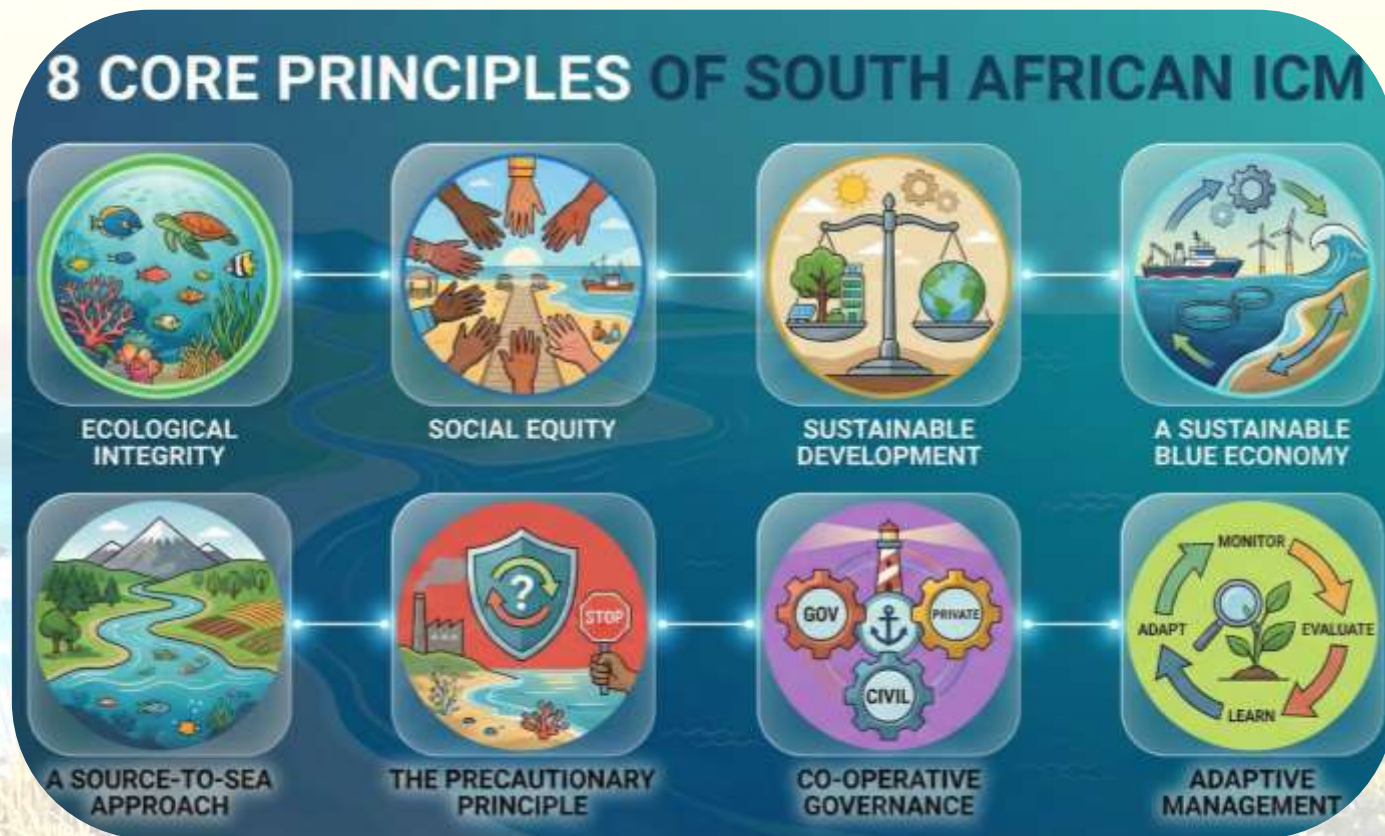 8 CORE PRINCIPLES OF SOUTH AFRICAN ICM
ECOLOGICAL
INTEGRITY
SOCIAL EQUITY
SUSTAINABLE
DEVELOPMENT
A SUSTAINABLE
BLUE ECONOMY
A SOURCE-TO-SEA
APPROACH
?
STOP
THE PRECAUTIONARY
PRINCIPLE
GOV
PRIVATE
CIVIL
CO-OPERATIVE
GOVERNANCE
MONITOR
ADAPT
EVALUATE
LEARN
ADAPTIVE
MANAGEMENT